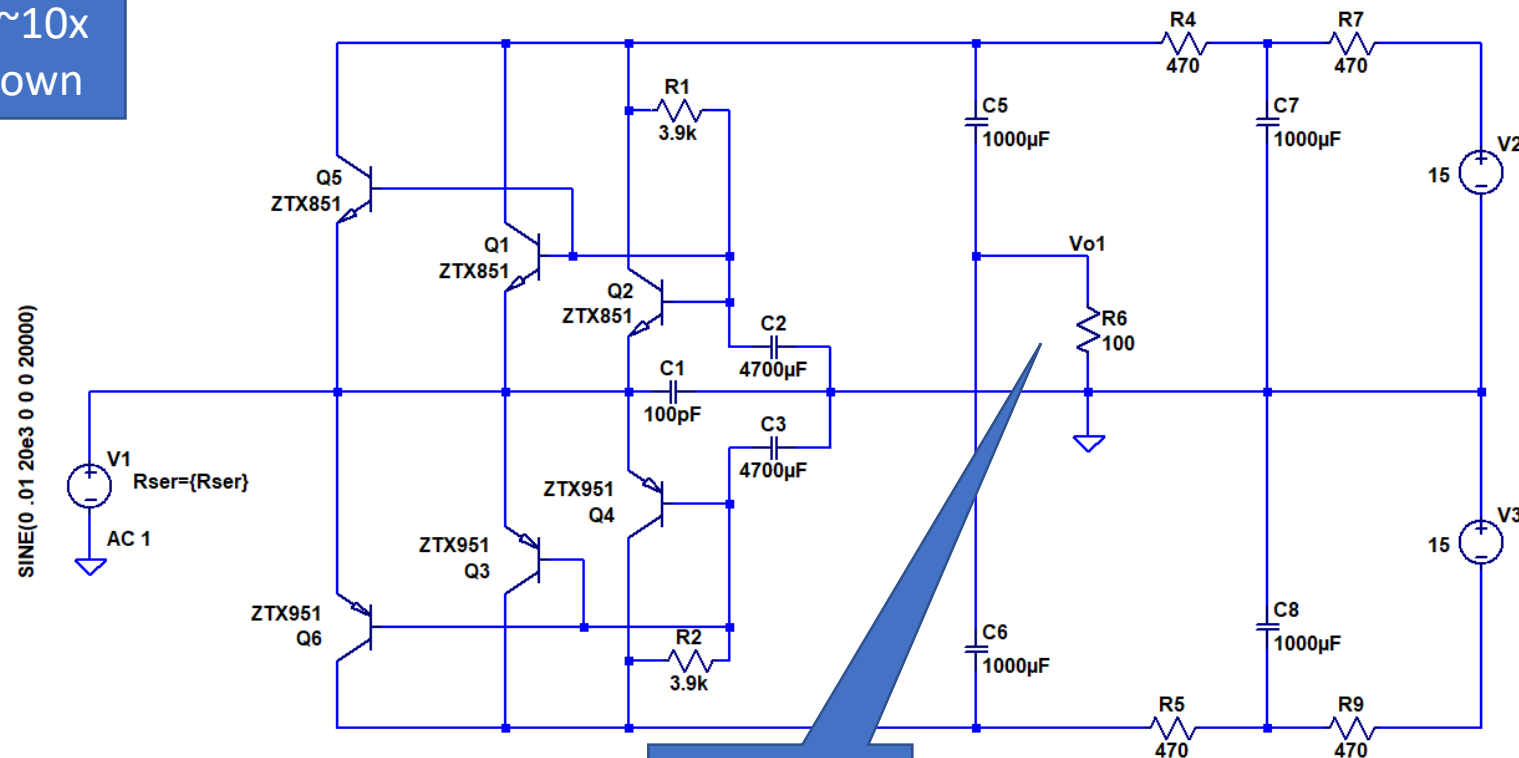 ~10x
own
R4
470
R7
470
R1
3.9k
C5
1000µF
C7
1000µF
V2
15
Q5
ZTX851
Q1
ZTX851
Q2
ZTX851
Vo1
R6
100
C2
4700µF
C1
100pF
C3
4700µF
SINE(0 .01 20e3 0 0 0 20000)
V1
Rser={Rser}
AC 1
ZTX951
Q4
ZTX951
Q3
ZTX951
Q6
V3
15
R2
3.9k
C6
1000µF
C8
1000µF
R5
470
R9
470